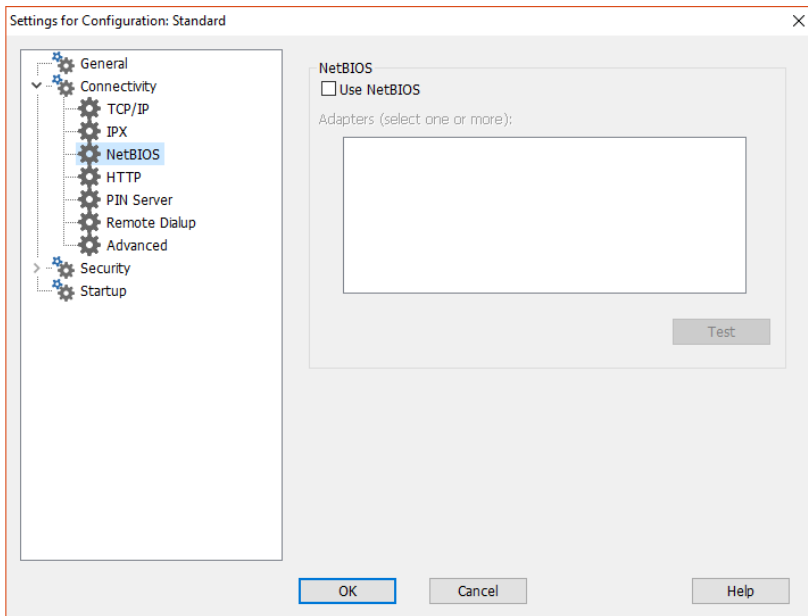 Settings for Configuration: Standard
General
Connectivity
TCP/IP
IPX
NetBIOS
HTTP
PIN Server
Remote Dialup
Advanced
Security
Startup
NetBIOS
Use NetBIOS
Adapters (select one or more):
Test
OK
Cancel
Help